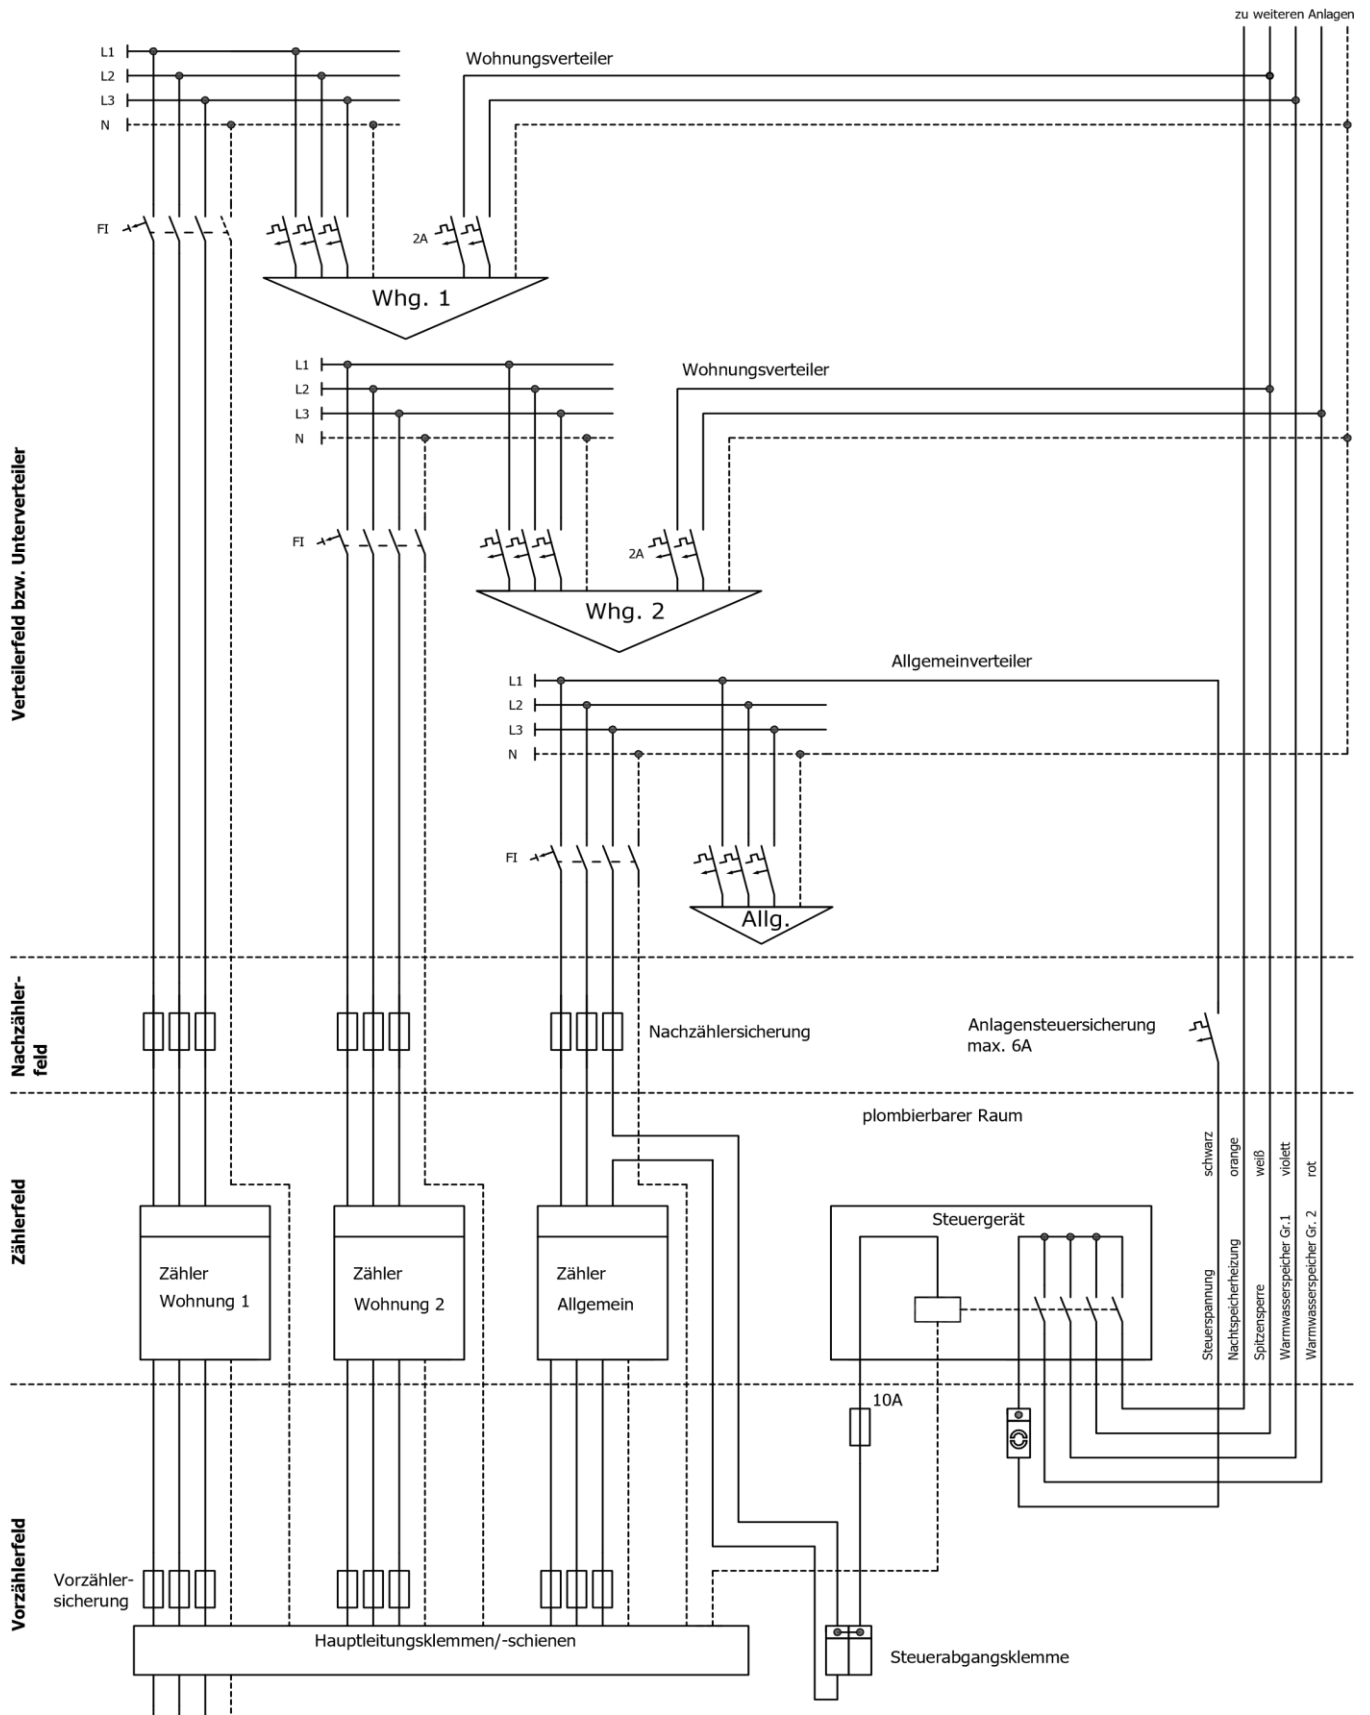 zu weiteren Anlagen
L1
Wohnungsverteiler
L2
L3
N
FI
2A
Whg. 1
L1
Wohnungsverteiler
L2
L3
N
FI
2A
Whg. 2
Verteilerfeld bzw. Unterverteiler
Allgemeinverteiler
L1
L2
L3
N
FI
Allg.
Nachzähler-
feld
Nachzählersicherung
Anlagensteuersicherung
max. 6A
plombierbarer Raum
Zählerfeld
Zähler
Wohnung 1
Zähler
Wohnung 2
Zähler
Allgemein
Steuergerät
Steuerspannung schwarz
Nachtspeicherheizung orange
Spitzensperre weiß
Warmwasserspeicher Gr.1 violett
Warmwasserspeicher Gr. 2 rot
10A
Vorzählerfeld
Vorzähler-
sicherung
Hauptleitungsklemmen/-schienen
Steuerabgangsklemme